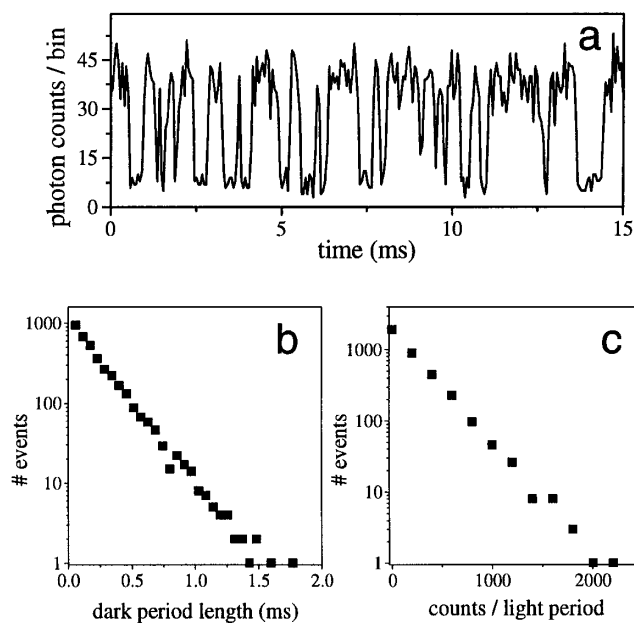 a
photon counts / bin
45
30
15
0
0
5
10
15
time (ms)
b
# events
1000
100
10
1
0.0
0.5
1.0
1.5
2.0
dark period length (ms)
c
# events
1000
100
10
1
0
1000
2000
counts / light period